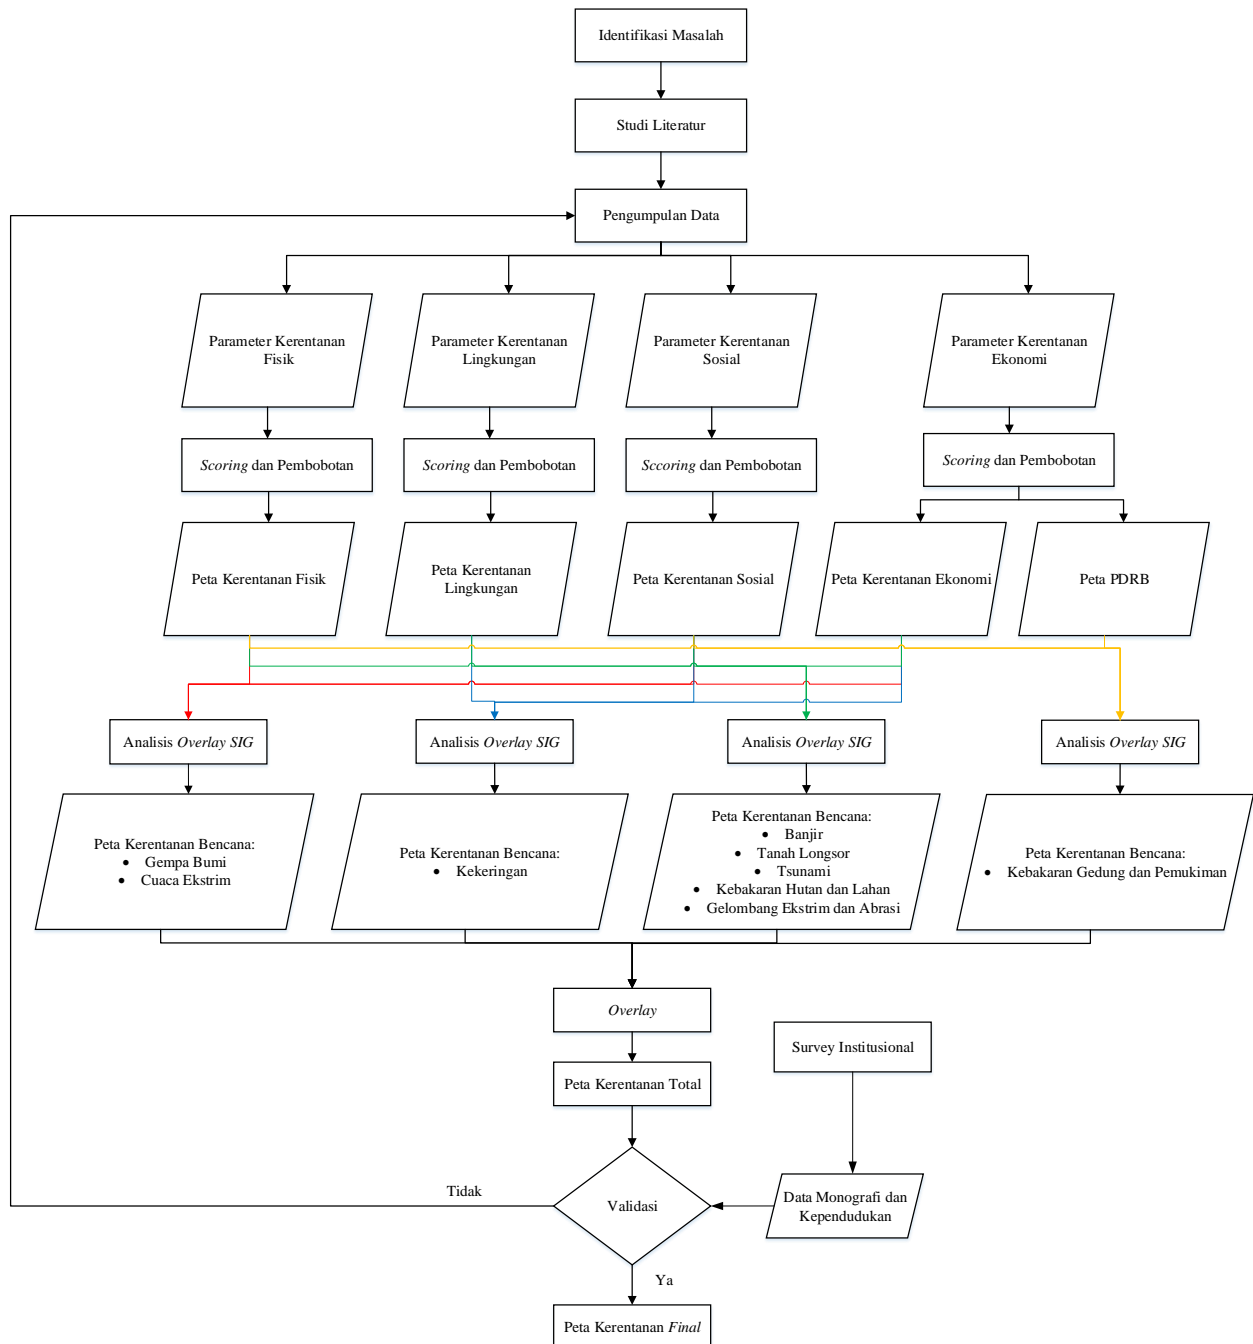 Identifikasi Masalah
Studi Literatur
Pengumpulan Data
Parameter Kerentanan
Fisik
Parameter Kerentanan
Lingkungan
Parameter Kerentanan
Sosial
Parameter Kerentanan
Ekonomi
Scoring dan Pembobotan
Scoring dan Pembobotan
Sccoring dan Pembobotan
Scoring dan Pembobotan
Peta Kerentanan Fisik
Peta Kerentanan
Lingkungan
Peta Kerentanan Sosial
Peta Kerentanan Ekonomi
Peta PDRB
Analisis Overlay SIG
Analisis Overlay SIG
Analisis Overlay SIG
Analisis Overlay SIG
Peta Kerentanan Bencana:
• Gempa Bumi
• Cuaca Ekstrim
Peta Kerentanan Bencana:
• Kekeringan
Peta Kerentanan Bencana:
• Banjir
• Tanah Longsor
• Tsunami
• Kebakaran Hutan dan Lahan
• Gelombang Ekstrim dan Abrasi
Peta Kerentanan Bencana:
• Kebakaran Gedung dan Pemukiman
Overlay
Survey Institusional
Peta Kerentanan Total
Tidak
Validasi
Data Monografi dan
Kependudukan
Ya
Peta Kerentanan Final